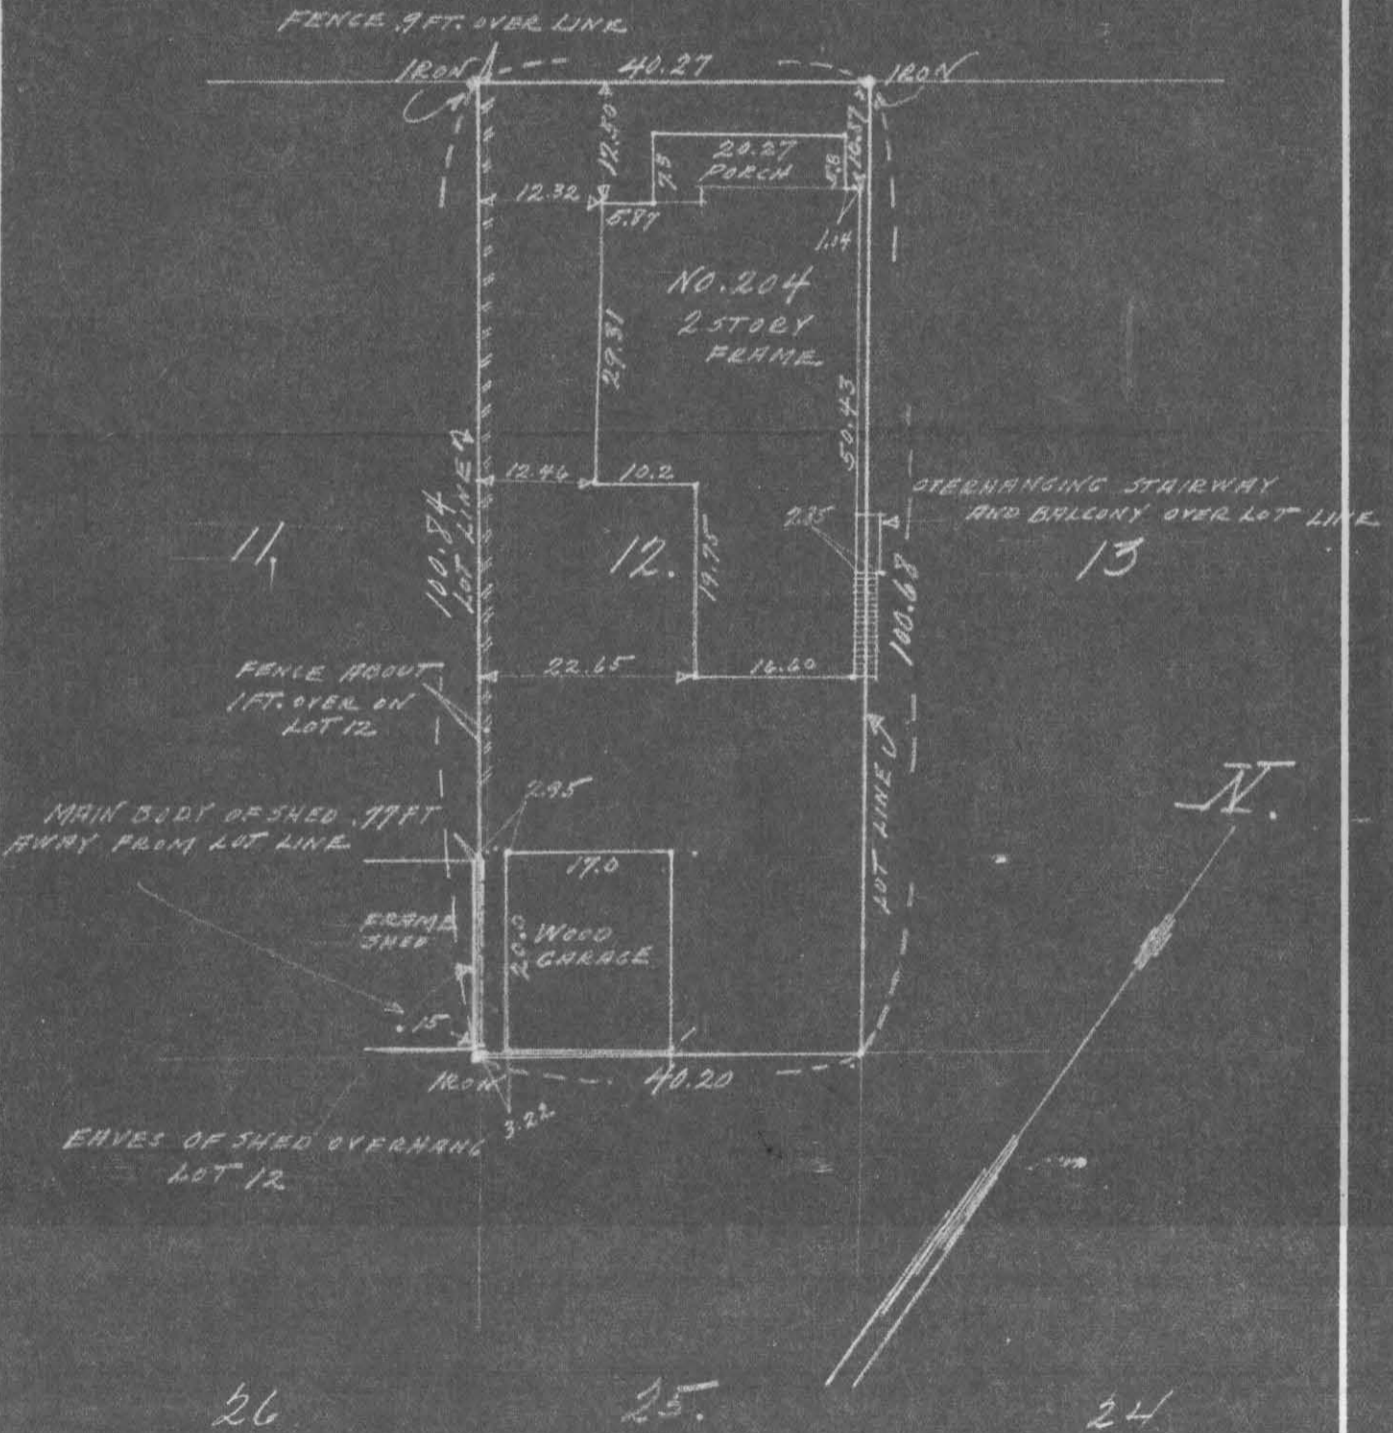 FENCE .9 FT. OVER LINE
IRON
40.27
IRON
12.50
7.5
20.27
PORCH
5.8
10.57
12.32
5.87
1.04
NO. 204
2 STORY
FRAME
29.31
50.43
100.84
LOT LINE
12.46
10.2
OVERHANGING STAIRWAY
AND BALCONY OVER LOT LINE
2.85
11,
12.
13
19.75
100.68
FENCE ABOUT
1 FT. OVER ON
LOT 12
22.65
16.60
LOT LINE
N.
MAIN BODY OF SHED .77 FT
AWAY FROM LOT LINE
2.95
17.0
FRAME
SHED
20.0
WOOD
GARAGE
.15
IRON
40.20
3.22
EAVES OF SHED OVERHANG
LOT 12
26
25.
24